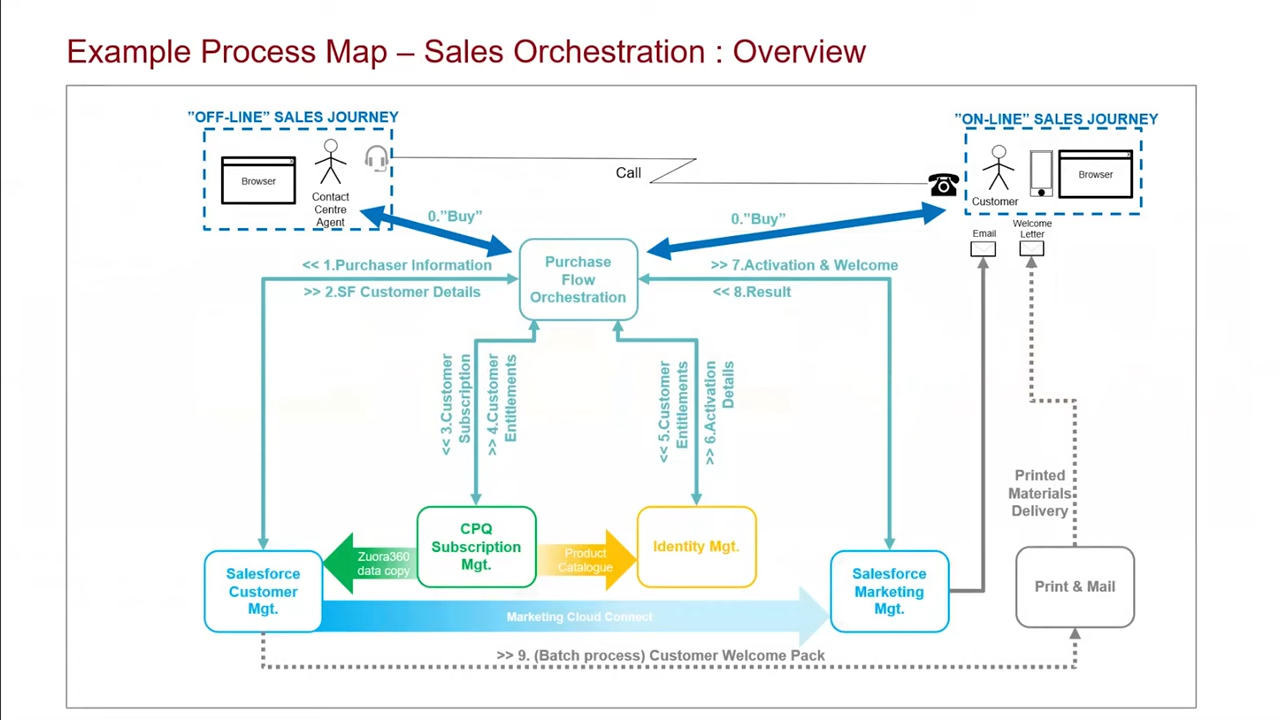 Example Process Map – Sales Orchestration : Overview
”OFF-LINE” SALES JOURNEY
”ON-LINE” SALES JOURNEY
Browser
Contact
Centre
Agent
Call
Customer
Browser
0.”Buy”
0.”Buy”
Email
Welcome
Letter
<< 1.Purchaser Information
>> 2.SF Customer Details
Purchase
Flow
Orchestration
>> 7.Activation & Welcome
<< 8.Result
<< 3.Customer
Subscription
>> 4.Customer
Entitlements
<< 5.Customer
Entitlements
>> 6.Activation
Details
Printed
Materials
Delivery
CPQ
Subscription
Mgt.
Identity Mgt.
Zuora360
data copy
Product
Catalogue
Salesforce
Customer
Mgt.
Salesforce
Marketing
Mgt.
Print & Mail
Marketing Cloud Connect
>> 9. (Batch process) Customer Welcome Pack